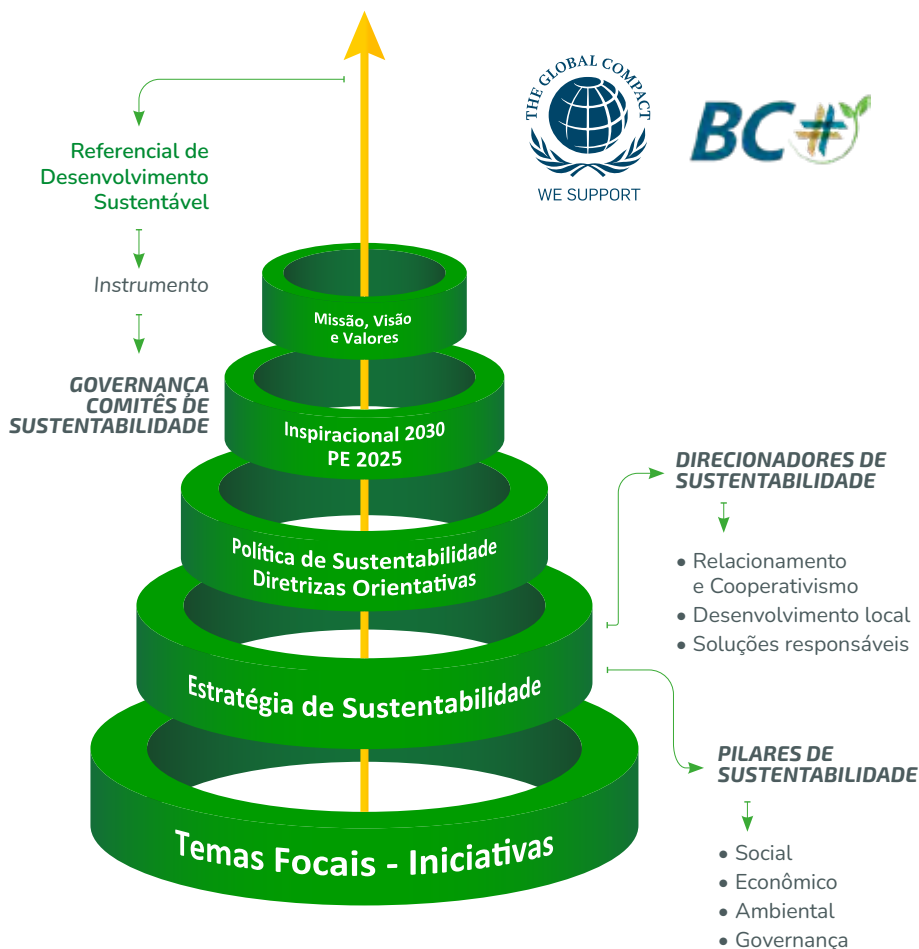 THE GLOBAL COMPACT
WE SUPPORT
BC#
Referencial de
Desenvolvimento
Sustentável
Instrumento
GOVERNANÇA
COMITÊS DE
SUSTENTABILIDADE
Missão, Visão
e Valores
Inspiracional 2030
PE 2025
Política de Sustentabilidade
Diretrizas Orientativas
Estratégia de Sustentabilidade
Temas Focais - Iniciativas
DIRECIONADORES DE
SUSTENTABILIDADE
• Relacionamento
e Cooperativismo
• Desenvolvimento local
• Soluções responsáveis
PILARES DE
SUSTENTABILIDADE
• Social
• Econômico
• Ambiental
• Governança